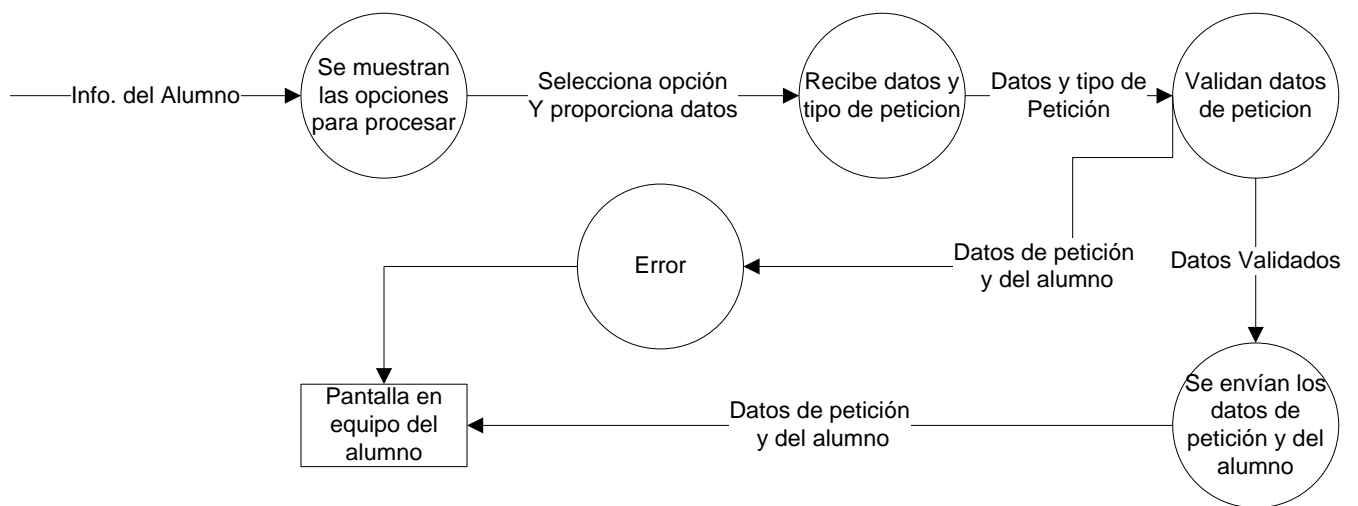 Info. del Alumno
Se muestran
las opciones
para procesar
Selecciona opción
Y proporciona datos
Recibe datos y
tipo de peticion
Datos y tipo de
Petición
Validan datos
de peticion
Error
Datos de petición
y del alumno
Datos Validados
Pantalla en
equipo del
alumno
Datos de petición
y del alumno
Se envían los
datos de
petición y del
alumno